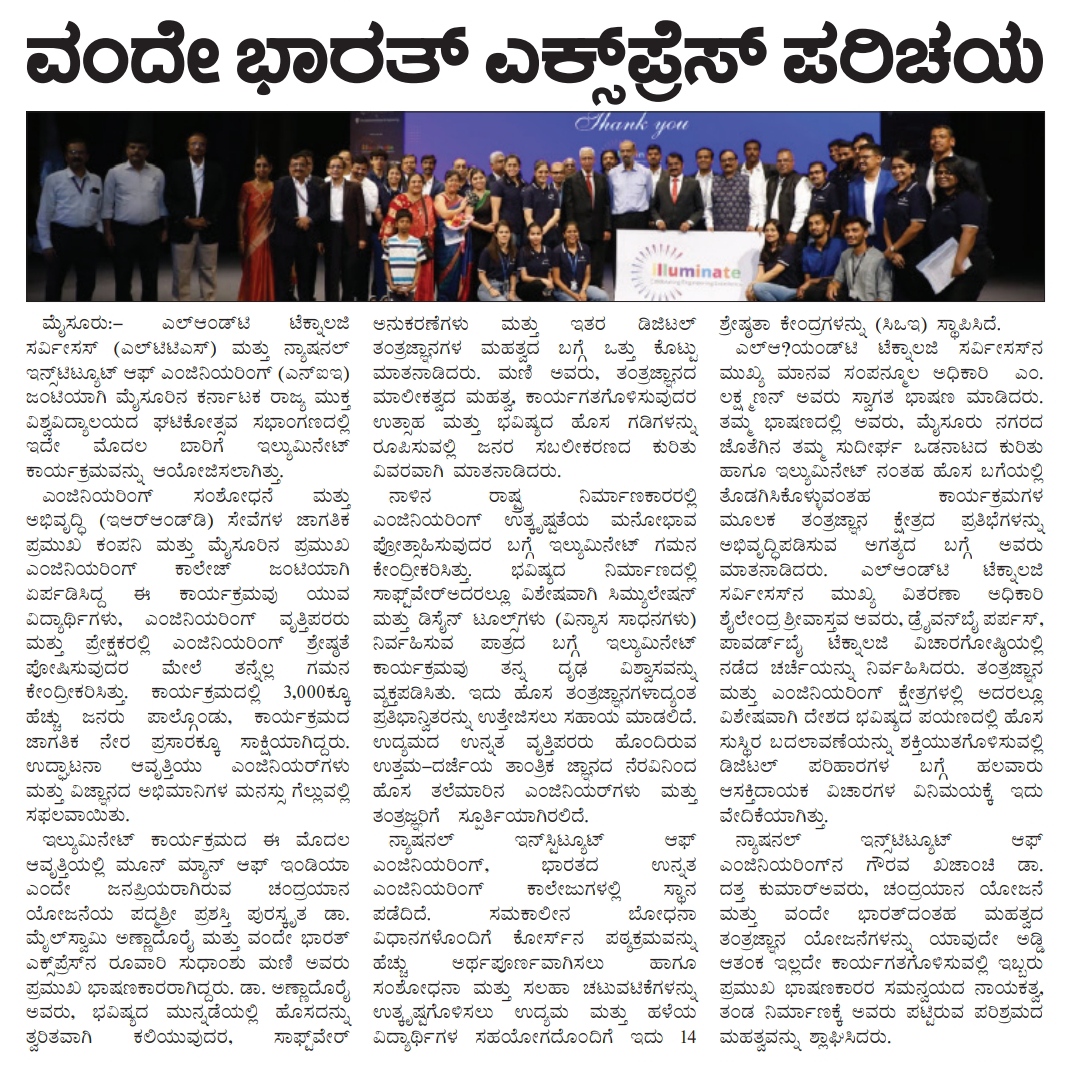 ವಂದೇ ಭಾರತ್ ಎಕ್ಸ್‌ಪ್ರೆಸ್ ಪರಿಚಯ
Thank you
illuminate
Celebrating Engineering Excellence
ಮೈಸೂರು:– ಎಲ್‌ಆಂಡ್‌ಟಿ ಟೆಕ್ನಾಲಜಿ
ಸರ್ವೀಸಸ್ (ಎಲ್‌ಟಿಟಿಎಸ್) ಮತ್ತು ನ್ಯಾಷನಲ್
ಇನ್ಸ್‌ಟಿಟ್ಯೂಟ್ ಆಫ್ ಎಂಜಿನಿಯರಿಂಗ್ (ಎನ್‌ಐಇ)
ಜಂಟಿಯಾಗಿ ಮೈಸೂರಿನ ಕರ್ನಾಟಕ ರಾಜ್ಯ ಮುಕ್ತ
ವಿಶ್ವವಿದ್ಯಾಲಯದ ಘಟಿಕೋತ್ಸವ ಸಭಾಂಗಣದಲ್ಲಿ
ಇದೇ ಮೊದಲ ಬಾರಿಗೆ ಇಲ್ಯುಮಿನೇಟ್
ಕಾರ್ಯಕ್ರಮವನ್ನು ಆಯೋಜಿಸಲಾಗಿತ್ತು.
ಎಂಜಿನಿಯರಿಂಗ್ ಸಂಶೋಧನೆ ಮತ್ತು
ಅಭಿವೃದ್ಧಿ (ಇಆರ್‌ಆಂಡ್‌ಡಿ) ಸೇವೆಗಳ ಜಾಗತಿಕ
ಪ್ರಮುಖ ಕಂಪನಿ ಮತ್ತು ಮೈಸೂರಿನ ಪ್ರಮುಖ
ಎಂಜಿನಿಯರಿಂಗ್ ಕಾಲೇಜ್ ಜಂಟಿಯಾಗಿ
ಏರ್ಪಡಿಸಿದ್ದ ಈ ಕಾರ್ಯಕ್ರಮವು ಯುವ
ವಿದ್ಯಾರ್ಥಿಗಳು, ಎಂಜಿನಿಯರಿಂಗ್ ವೃತ್ತಿಪರರು
ಮತ್ತು ಪ್ರೇಕ್ಷಕರಲ್ಲಿ ಎಂಜಿನಿಯರಿಂಗ್ ಶ್ರೇಷ್ಠತೆ
ಪೋಷಿಸುವುದರ ಮೇಲೆ ತನ್ನೆಲ್ಲ ಗಮನ
ಕೇಂದ್ರೀಕರಿಸಿತ್ತು. ಕಾರ್ಯಕ್ರಮದಲ್ಲಿ 3,000ಕ್ಕೂ
ಹೆಚ್ಚು ಜನರು ಪಾಲ್ಗೊಂಡು, ಕಾರ್ಯಕ್ರಮದ
ಜಾಗತಿಕ ನೇರ ಪ್ರಸಾರಕ್ಕೂ ಸಾಕ್ಷಿಯಾಗಿದ್ದರು.
ಉದ್ಘಾಟನಾ ಆವೃತ್ತಿಯು ಎಂಜಿನಿಯರ್‌ಗಳು
ಮತ್ತು ವಿಜ್ಞಾನದ ಅಭಿಮಾನಿಗಳ ಮನಸ್ಸು ಗೆಲ್ಲುವಲ್ಲಿ
ಸಫಲವಾಯಿತು.
ಇಲ್ಯುಮಿನೇಟ್ ಕಾರ್ಯಕ್ರಮದ ಈ ಮೊದಲ
ಆವೃತ್ತಿಯಲ್ಲಿ ಮೂನ್ ಮ್ಯಾನ್ ಆಫ್ ಇಂಡಿಯಾ
ಎಂದೇ ಜನಪ್ರಿಯರಾಗಿರುವ ಚಂದ್ರಯಾನ
ಯೋಜನೆಯ ಪದ್ಮಶ್ರೀ ಪ್ರಶಸ್ತಿ ಪುರಸ್ಕೃತ ಡಾ.
ಮೈಲ್‌ಸ್ವಾಮಿ ಅಣ್ಣಾದೊರೈ ಮತ್ತು ವಂದೇ ಭಾರತ್
ಎಕ್ಸ್‌ಪ್ರೆಸ್‌ನ ರೂವಾರಿ ಸುಧಾಂಶು ಮಣಿ ಅವರು
ಪ್ರಮುಖ ಭಾಷಣಕಾರರಾಗಿದ್ದರು. ಡಾ. ಅಣ್ಣಾದೊರೈ
ಅವರು, ಭವಿಷ್ಯದ ಮುನ್ನಡೆಯಲ್ಲಿ ಹೊಸದನ್ನು
ತ್ವರಿತವಾಗಿ ಕಲಿಯುವುದರ, ಸಾಫ್ಟ್‌ವೇರ್
ಅನುಕರಣೆಗಳು ಮತ್ತು ಇತರ ಡಿಜಿಟಲ್
ತಂತ್ರಜ್ಞಾನಗಳ ಮಹತ್ವದ ಬಗ್ಗೆ ಒತ್ತು ಕೊಟ್ಟು
ಮಾತನಾಡಿದರು. ಮಣಿ ಅವರು, ತಂತ್ರಜ್ಞಾನದ
ಮಾಲೀಕತ್ವದ ಮಹತ್ವ, ಕಾರ್ಯಗತಗೊಳಿಸುವುದರ
ಉತ್ಸಾಹ ಮತ್ತು ಭವಿಷ್ಯದ ಹೊಸ ಗಡಿಗಳನ್ನು
ರೂಪಿಸುವಲ್ಲಿ ಜನರ ಸಬಲೀಕರಣದ ಕುರಿತು
ವಿವರವಾಗಿ ಮಾತನಾಡಿದರು.
ನಾಳಿನ ರಾಷ್ಟ್ರ ನಿರ್ಮಾಣಕಾರರಲ್ಲಿ
ಎಂಜಿನಿಯರಿಂಗ್ ಉತ್ಕೃಷ್ಟತೆಯ ಮನೋಭಾವ
ಪ್ರೋತ್ಸಾಹಿಸುವುದರ ಬಗ್ಗೆ ಇಲ್ಯುಮಿನೇಟ್ ಗಮನ
ಕೇಂದ್ರೀಕರಿಸಿತ್ತು. ಭವಿಷ್ಯದ ನಿರ್ಮಾಣದಲ್ಲಿ
ಸಾಫ್ಟ್‌ವೇರ್‌ಅದರಲ್ಲೂ ವಿಶೇಷವಾಗಿ ಸಿಮ್ಯುಲೇಷನ್
ಮತ್ತು ಡಿಸೈನ್ ಟೂಲ್ಸ್‌ಗಳು (ವಿನ್ಯಾಸ ಸಾಧನಗಳು)
ನಿರ್ವಹಿಸುವ ಪಾತ್ರದ ಬಗ್ಗೆ ಇಲ್ಯುಮಿನೇಟ್
ಕಾರ್ಯಕ್ರಮವು ತನ್ನ ದೃಢ ವಿಶ್ವಾಸವನ್ನು
ವ್ಯಕ್ತಪಡಿಸಿತು. ಇದು ಹೊಸ ತಂತ್ರಜ್ಞಾನಗಳಾದ್ಯಂತ
ಪ್ರತಿಭಾನ್ವಿತರನ್ನು ಉತ್ತೇಜಿಸಲು ಸಹಾಯ ಮಾಡಲಿದೆ.
ಉದ್ಯಮದ ಉನ್ನತ ವೃತ್ತಿಪರರು ಹೊಂದಿರುವ
ಉತ್ತಮ–ದರ್ಜೆಯ ತಾಂತ್ರಿಕ ಜ್ಞಾನದ ನೆರವಿನಿಂದ
ಹೊಸ ತಲೆಮಾರಿನ ಎಂಜಿನಿಯರ್‌ಗಳು ಮತ್ತು
ತಂತ್ರಜ್ಞರಿಗೆ ಸ್ಫೂರ್ತಿಯಾಗಿರಲಿದೆ.
ನ್ಯಾಷನಲ್ ಇನ್‌ಸ್ಟಿಟ್ಯೂಟ್ ಆಫ್
ಎಂಜಿನಿಯರಿಂಗ್, ಭಾರತದ ಉನ್ನತ
ಎಂಜಿನಿಯರಿಂಗ್ ಕಾಲೇಜುಗಳಲ್ಲಿ ಸ್ಥಾನ
ಪಡೆದಿದೆ. ಸಮಕಾಲೀನ ಬೋಧನಾ
ವಿಧಾನಗಳೊಂದಿಗೆ ಕೋರ್ಸ್‌ನ ಪಠ್ಯಕ್ರಮವನ್ನು
ಹೆಚ್ಚು ಅರ್ಥಪೂರ್ಣವಾಗಿಸಲು ಹಾಗೂ
ಸಂಶೋಧನಾ ಮತ್ತು ಸಲಹಾ ಚಟುವಟಿಕೆಗಳನ್ನು
ಉತ್ಕೃಷ್ಟಗೊಳಿಸಲು ಉದ್ಯಮ ಮತ್ತು ಹಳೆಯ
ವಿದ್ಯಾರ್ಥಿಗಳ ಸಹಯೋಗದೊಂದಿಗೆ ಇದು 14
ಶ್ರೇಷ್ಠತಾ ಕೇಂದ್ರಗಳನ್ನು (ಸಿಒಇ) ಸ್ಥಾಪಿಸಿದೆ.
ಎಲ್‌ಆ?ಯಂಡ್‌ಟಿ ಟೆಕ್ನಾಲಜಿ ಸರ್ವೀಸಸ್‌ನ
ಮುಖ್ಯ ಮಾನವ ಸಂಪನ್ಮೂಲ ಅಧಿಕಾರಿ ಎಂ.
ಲಕ್ಷ್ಮಣನ್ ಅವರು ಸ್ವಾಗತ ಭಾಷಣ ಮಾಡಿದರು.
ತಮ್ಮ ಭಾಷಣದಲ್ಲಿ ಅವರು, ಮೈಸೂರು ನಗರದ
ಜೊತೆಗಿನ ತಮ್ಮ ಸುದೀರ್ಘ ಒಡನಾಟದ ಕುರಿತು
ಹಾಗೂ ಇಲ್ಯುಮಿನೇಟ್ ನಂತಹ ಹೊಸ ಬಗೆಯಲ್ಲಿ
ತೊಡಗಿಸಿಕೊಳ್ಳುವಂತಹ ಕಾರ್ಯಕ್ರಮಗಳ
ಮೂಲಕ ತಂತ್ರಜ್ಞಾನ ಕ್ಷೇತ್ರದ ಪ್ರತಿಭೆಗಳನ್ನು
ಅಭಿವೃದ್ಧಿಪಡಿಸುವ ಅಗತ್ಯದ ಬಗ್ಗೆ ಅವರು
ಮಾತನಾಡಿದರು. ಎಲ್‌ಆಂಡ್‌ಟಿ ಟೆಕ್ನಾಲಜಿ
ಸರ್ವೀಸಸ್‌ನ ಮುಖ್ಯ ವಿತರಣಾ ಅಧಿಕಾರಿ
ಶೈಲೇಂದ್ರ ಶ್ರೀವಾಸ್ತವ ಅವರು, ಡ್ರೈವನ್‌ಬೈ ಪರ್ಪಸ್,
ಪಾವರ್ಡ್‌ಬೈ ಟೆಕ್ನಾಲಜಿ ವಿಚಾರಗೋಷ್ಠಿಯಲ್ಲಿ
ನಡೆದ ಚರ್ಚೆಯನ್ನು ನಿರ್ವಹಿಸಿದರು. ತಂತ್ರಜ್ಞಾನ
ಮತ್ತು ಎಂಜಿನಿಯರಿಂಗ್ ಕ್ಷೇತ್ರಗಳಲ್ಲಿ ಅದರಲ್ಲೂ
ವಿಶೇಷವಾಗಿ ದೇಶದ ಭವಿಷ್ಯದ ಪಯಣದಲ್ಲಿ ಹೊಸ
ಸುಸ್ಥಿರ ಬದಲಾವಣೆಯನ್ನು ಶಕ್ತಿಯುತಗೊಳಿಸುವಲ್ಲಿ
ಡಿಜಿಟಲ್ ಪರಿಹಾರಗಳ ಬಗ್ಗೆ ಹಲವಾರು
ಆಸಕ್ತಿದಾಯಕ ವಿಚಾರಗಳ ವಿನಿಮಯಕ್ಕೆ ಇದು
ವೇದಿಕೆಯಾಗಿತ್ತು.
ನ್ಯಾಷನಲ್ ಇನ್ಸ್‌ಟಿಟ್ಯೂಟ್ ಆಫ್
ಎಂಜಿನಿಯರಿಂಗ್‌ನ ಗೌರವ ಖಜಾಂಚಿ ಡಾ.
ದತ್ತ ಕುಮಾರ್‌ಅವರು, ಚಂದ್ರಯಾನ ಯೋಜನೆ
ಮತ್ತು ವಂದೇ ಭಾರತ್‌ದಂತಹ ಮಹತ್ವದ
ತಂತ್ರಜ್ಞಾನ ಯೋಜನೆಗಳನ್ನು ಯಾವುದೇ ಅಡ್ಡಿ
ಆತಂಕ ಇಲ್ಲದೇ ಕಾರ್ಯಗತಗೊಳಿಸುವಲ್ಲಿ ಇಬ್ಬರು
ಪ್ರಮುಖ ಭಾಷಣಕಾರರ ಸಮನ್ವಯದ ನಾಯಕತ್ವ,
ತಂಡ ನಿರ್ಮಾಣಕ್ಕೆ ಅವರು ಪಟ್ಟಿರುವ ಪರಿಶ್ರಮದ
ಮಹತ್ವವನ್ನು ಶ್ಲಾಘಿಸಿದರು.